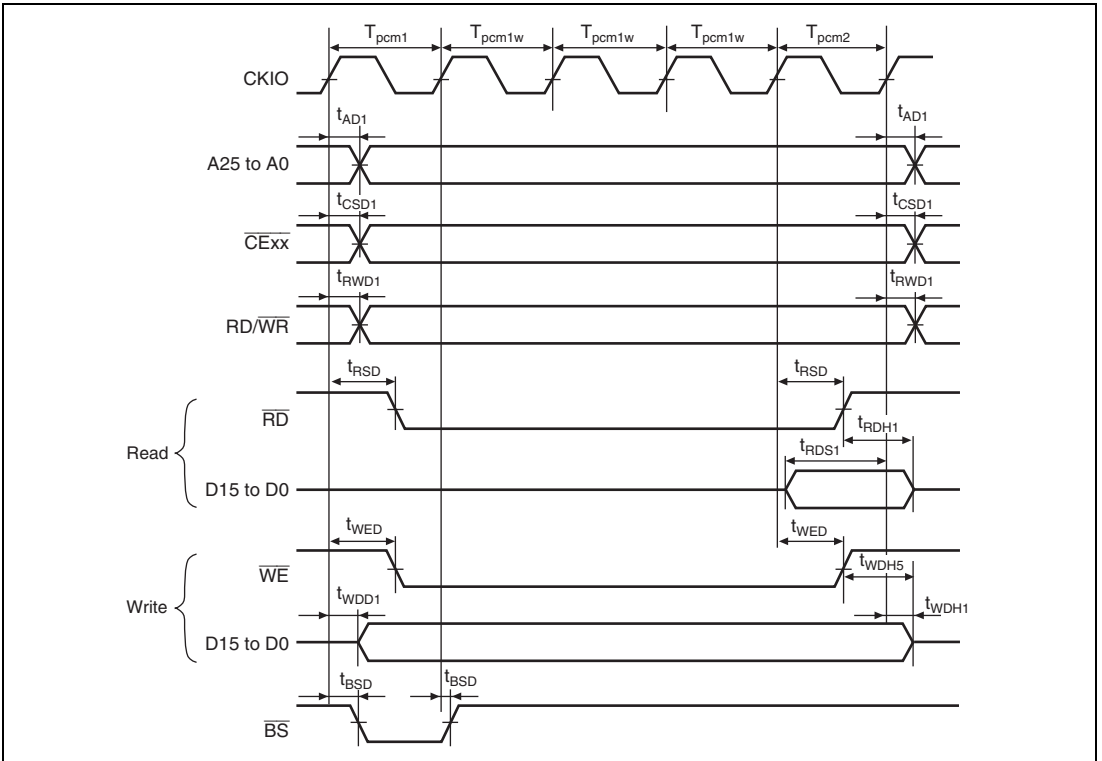 Tpcm1 Tpcm1w Tpcm1w Tpcm1w Tpcm2
CKIO
tAD1 tAD1
A25 to A0
tCSD1 tCSD1
CExx
tRWD1 tRWD1
RD/WR
tRSD tRSD
RD
tRDH1
Read
tRDS1
D15 to D0
tWED tWED
WE
tWDH5
Write
tWDD1 tWDH1
D15 to D0
tBSD tBSD
BS